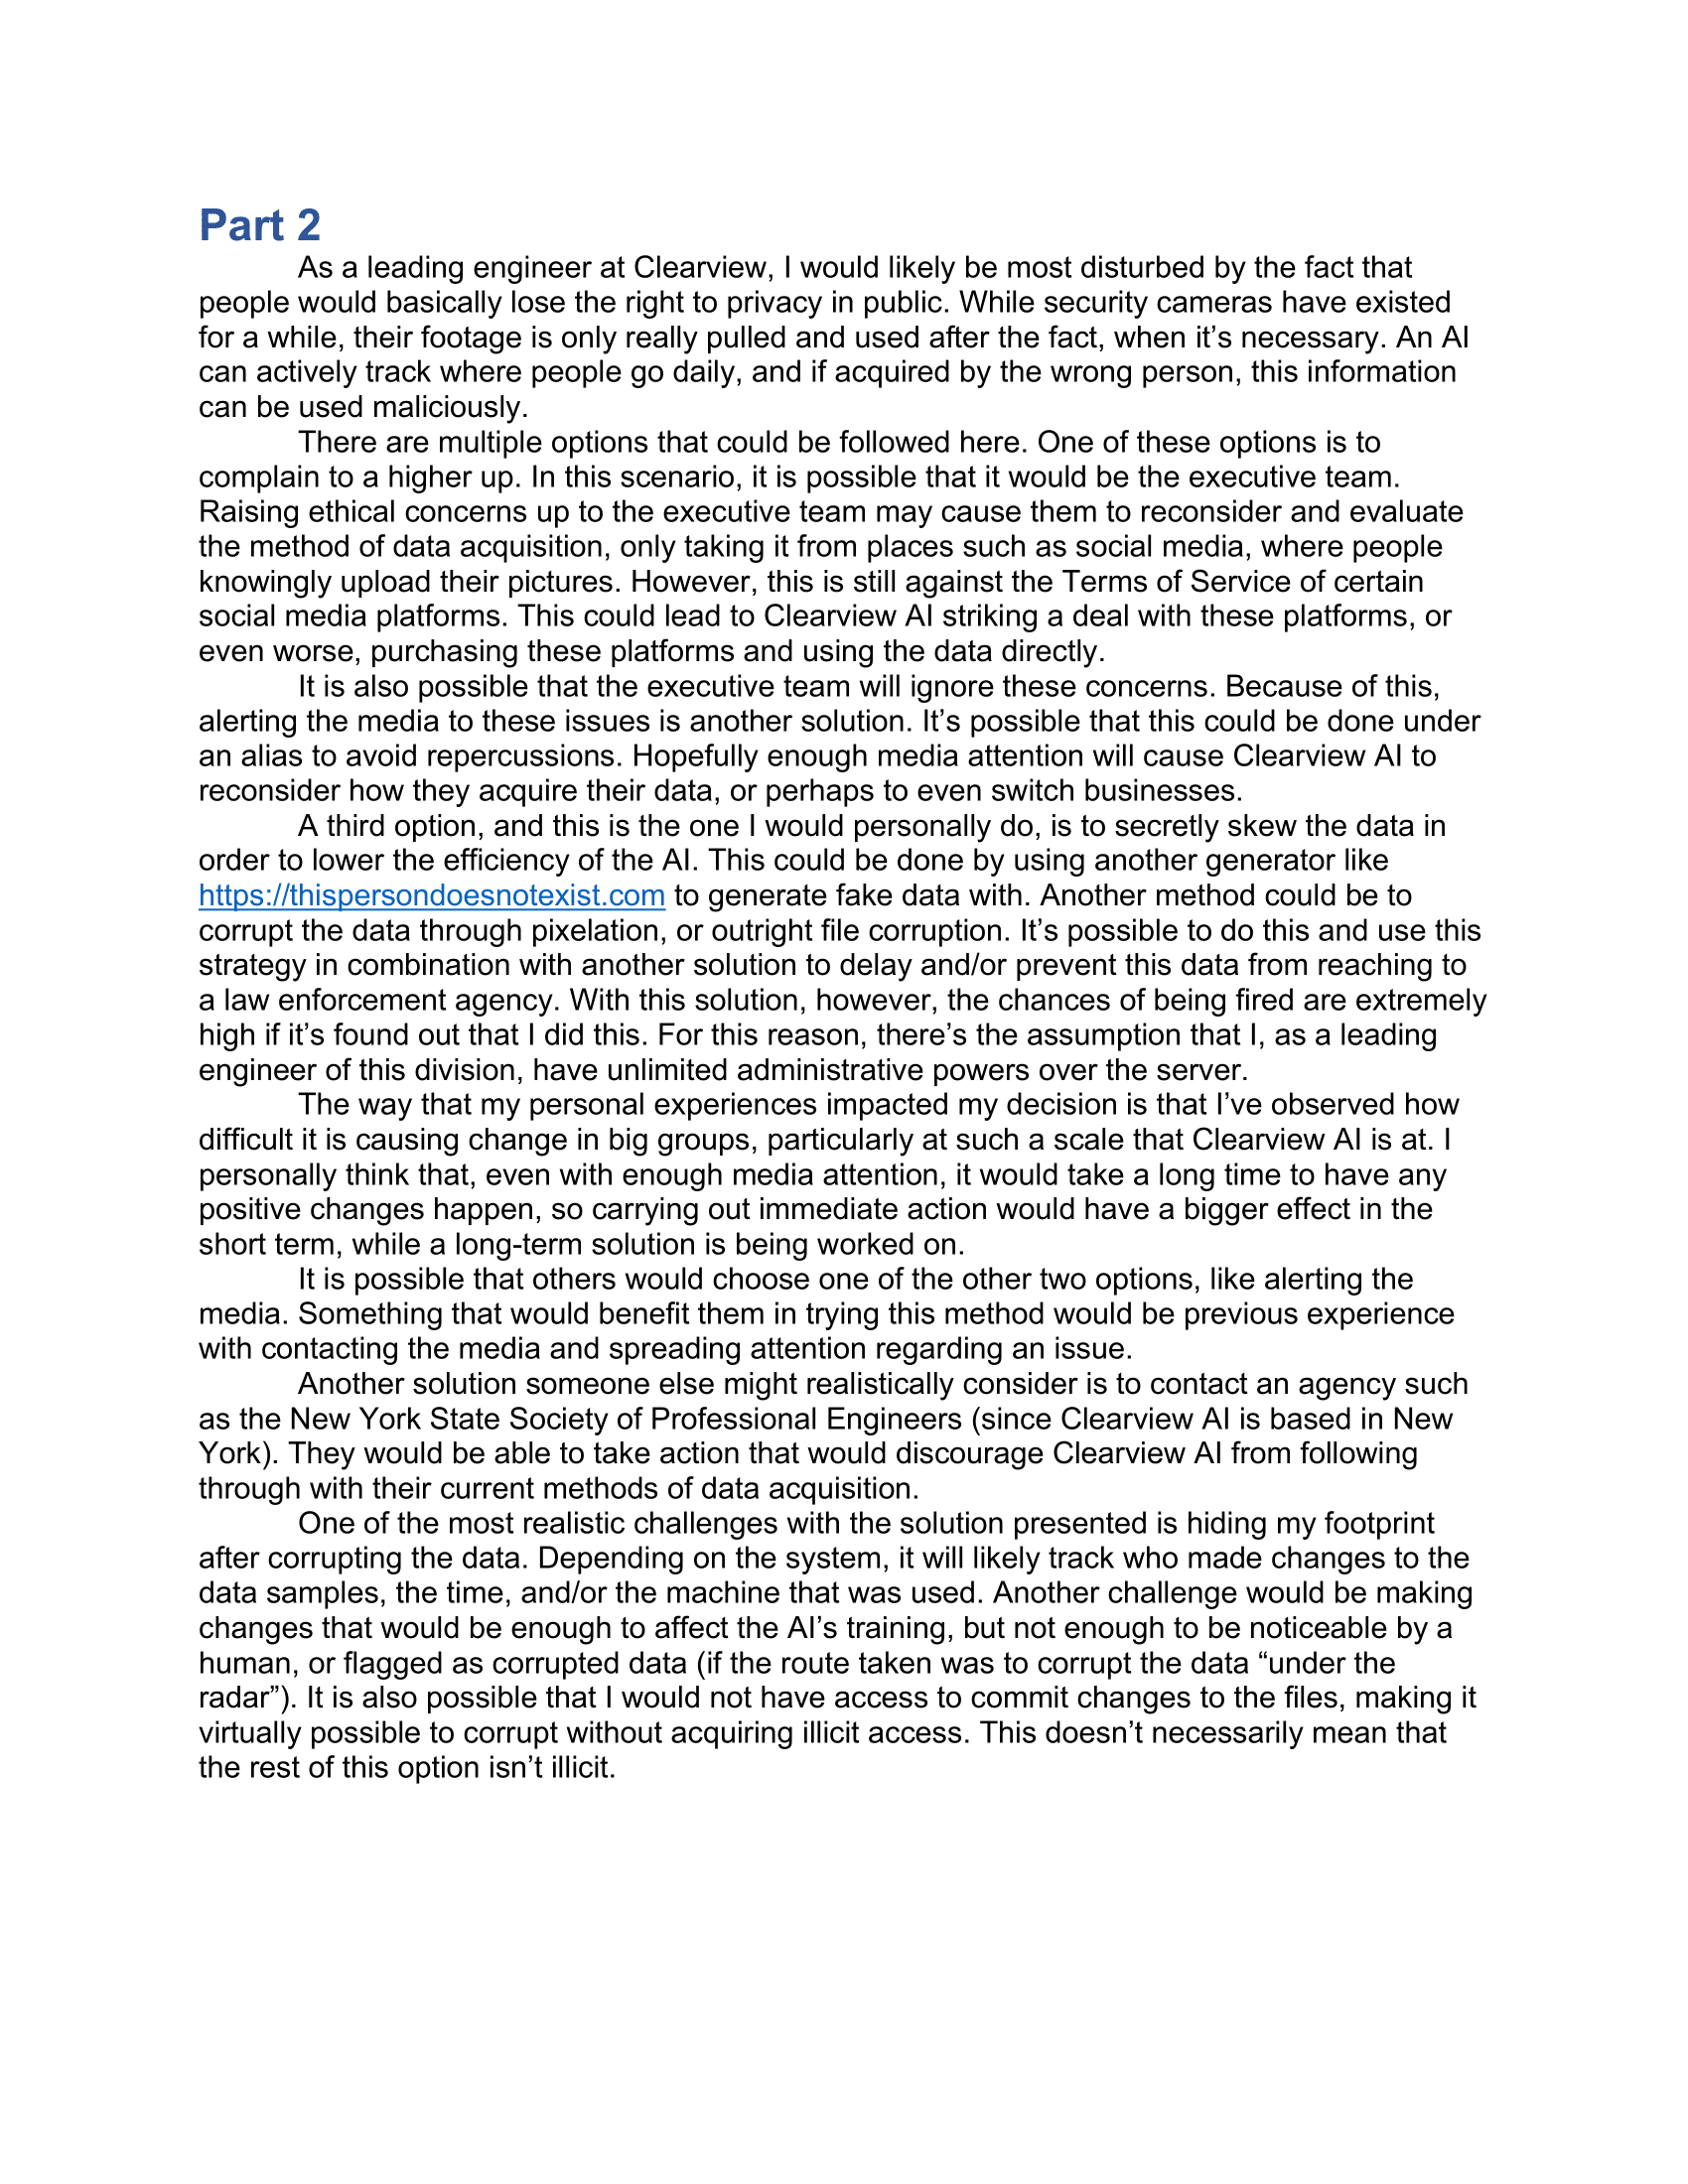 Part 2
As a leading engineer at Clearview, I would likely be most disturbed by the fact that
people would basically lose the right to privacy in public. While security cameras have existed
for a while, their footage is only really pulled and used after the fact, when it’s necessary. An AI
can actively track where people go daily, and if acquired by the wrong person, this information
can be used maliciously.
There are multiple options that could be followed here. One of these options is to
complain to a higher up. In this scenario, it is possible that it would be the executive team.
Raising ethical concerns up to the executive team may cause them to reconsider and evaluate
the method of data acquisition, only taking it from places such as social media, where people
knowingly upload their pictures. However, this is still against the Terms of Service of certain
social media platforms. This could lead to Clearview AI striking a deal with these platforms, or
even worse, purchasing these platforms and using the data directly.
It is also possible that the executive team will ignore these concerns. Because of this,
alerting the media to these issues is another solution. It’s possible that this could be done under
an alias to avoid repercussions. Hopefully enough media attention will cause Clearview AI to
reconsider how they acquire their data, or perhaps to even switch businesses.
A third option, and this is the one I would personally do, is to secretly skew the data in
order to lower the efficiency of the AI. This could be done by using another generator like
https://thispersondoesnotexist.com to generate fake data with. Another method could be to
corrupt the data through pixelation, or outright file corruption. It’s possible to do this and use this
strategy in combination with another solution to delay and/or prevent this data from reaching to
a law enforcement agency. With this solution, however, the chances of being fired are extremely
high if it’s found out that I did this. For this reason, there’s the assumption that I, as a leading
engineer of this division, have unlimited administrative powers over the server.
The way that my personal experiences impacted my decision is that I’ve observed how
difficult it is causing change in big groups, particularly at such a scale that Clearview AI is at. I
personally think that, even with enough media attention, it would take a long time to have any
positive changes happen, so carrying out immediate action would have a bigger effect in the
short term, while a long-term solution is being worked on.
It is possible that others would choose one of the other two options, like alerting the
media. Something that would benefit them in trying this method would be previous experience
with contacting the media and spreading attention regarding an issue.
Another solution someone else might realistically consider is to contact an agency such
as the New York State Society of Professional Engineers (since Clearview AI is based in New
York). They would be able to take action that would discourage Clearview AI from following
through with their current methods of data acquisition.
One of the most realistic challenges with the solution presented is hiding my footprint
after corrupting the data. Depending on the system, it will likely track who made changes to the
data samples, the time, and/or the machine that was used. Another challenge would be making
changes that would be enough to affect the AI’s training, but not enough to be noticeable by a
human, or flagged as corrupted data (if the route taken was to corrupt the data “under the
radar”). It is also possible that I would not have access to commit changes to the files, making it
virtually possible to corrupt without acquiring illicit access. This doesn’t necessarily mean that
the rest of this option isn’t illicit.